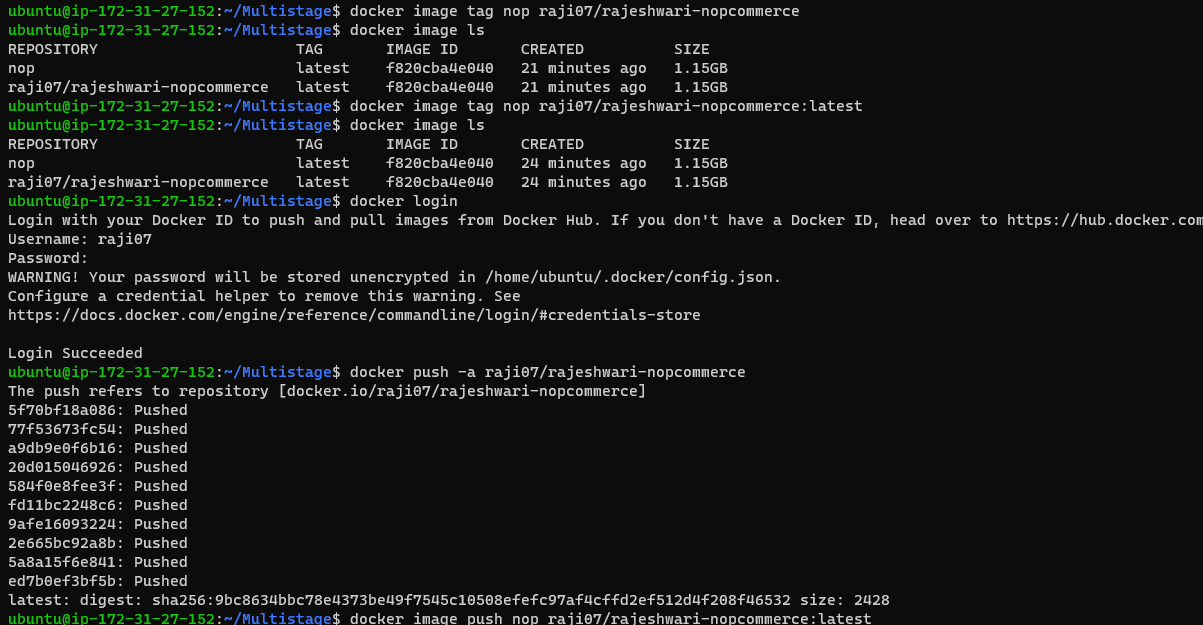 ubuntu@ip-172-31-27-152:~/Multistage$ docker image tag nop raji07/rajeshwari-nopcommerce
ubuntu@ip-172-31-27-152:~/Multistage$ docker image ls
REPOSITORY                      TAG       IMAGE ID       CREATED          SIZE
nop                             latest    f820cba4e040   21 minutes ago   1.15GB
raji07/rajeshwari-nopcommerce   latest    f820cba4e040   21 minutes ago   1.15GB
ubuntu@ip-172-31-27-152:~/Multistage$ docker image tag nop raji07/rajeshwari-nopcommerce:latest
ubuntu@ip-172-31-27-152:~/Multistage$ docker image ls
REPOSITORY                      TAG       IMAGE ID       CREATED          SIZE
nop                             latest    f820cba4e040   24 minutes ago   1.15GB
raji07/rajeshwari-nopcommerce   latest    f820cba4e040   24 minutes ago   1.15GB
ubuntu@ip-172-31-27-152:~/Multistage$ docker login
Login with your Docker ID to push and pull images from Docker Hub. If you don't have a Docker ID, head over to https://hub.docker.com
Username: raji07
Password:
WARNING! Your password will be stored unencrypted in /home/ubuntu/.docker/config.json.
Configure a credential helper to remove this warning. See
https://docs.docker.com/engine/reference/commandline/login/#credentials-store
Login Succeeded
ubuntu@ip-172-31-27-152:~/Multistage$ docker push -a raji07/rajeshwari-nopcommerce
The push refers to repository [docker.io/raji07/rajeshwari-nopcommerce]
5f70bf18a086: Pushed
77f53673fc54: Pushed
a9db9e0f6b16: Pushed
20d015046926: Pushed
584f0e8fee3f: Pushed
fd11bc2248c6: Pushed
9afe16093224: Pushed
2e665bc92a8b: Pushed
5a8a15f6e841: Pushed
ed7b0ef3bf5b: Pushed
latest: digest: sha256:9bc8634bbc78e4373be49f7545c10508efefc97af4cffd2ef512d4f208f46532 size: 2428
ubuntu@ip-172-31-27-152:~/Multistage$ docker image push nop raji07/rajeshwari-nopcommerce:latest